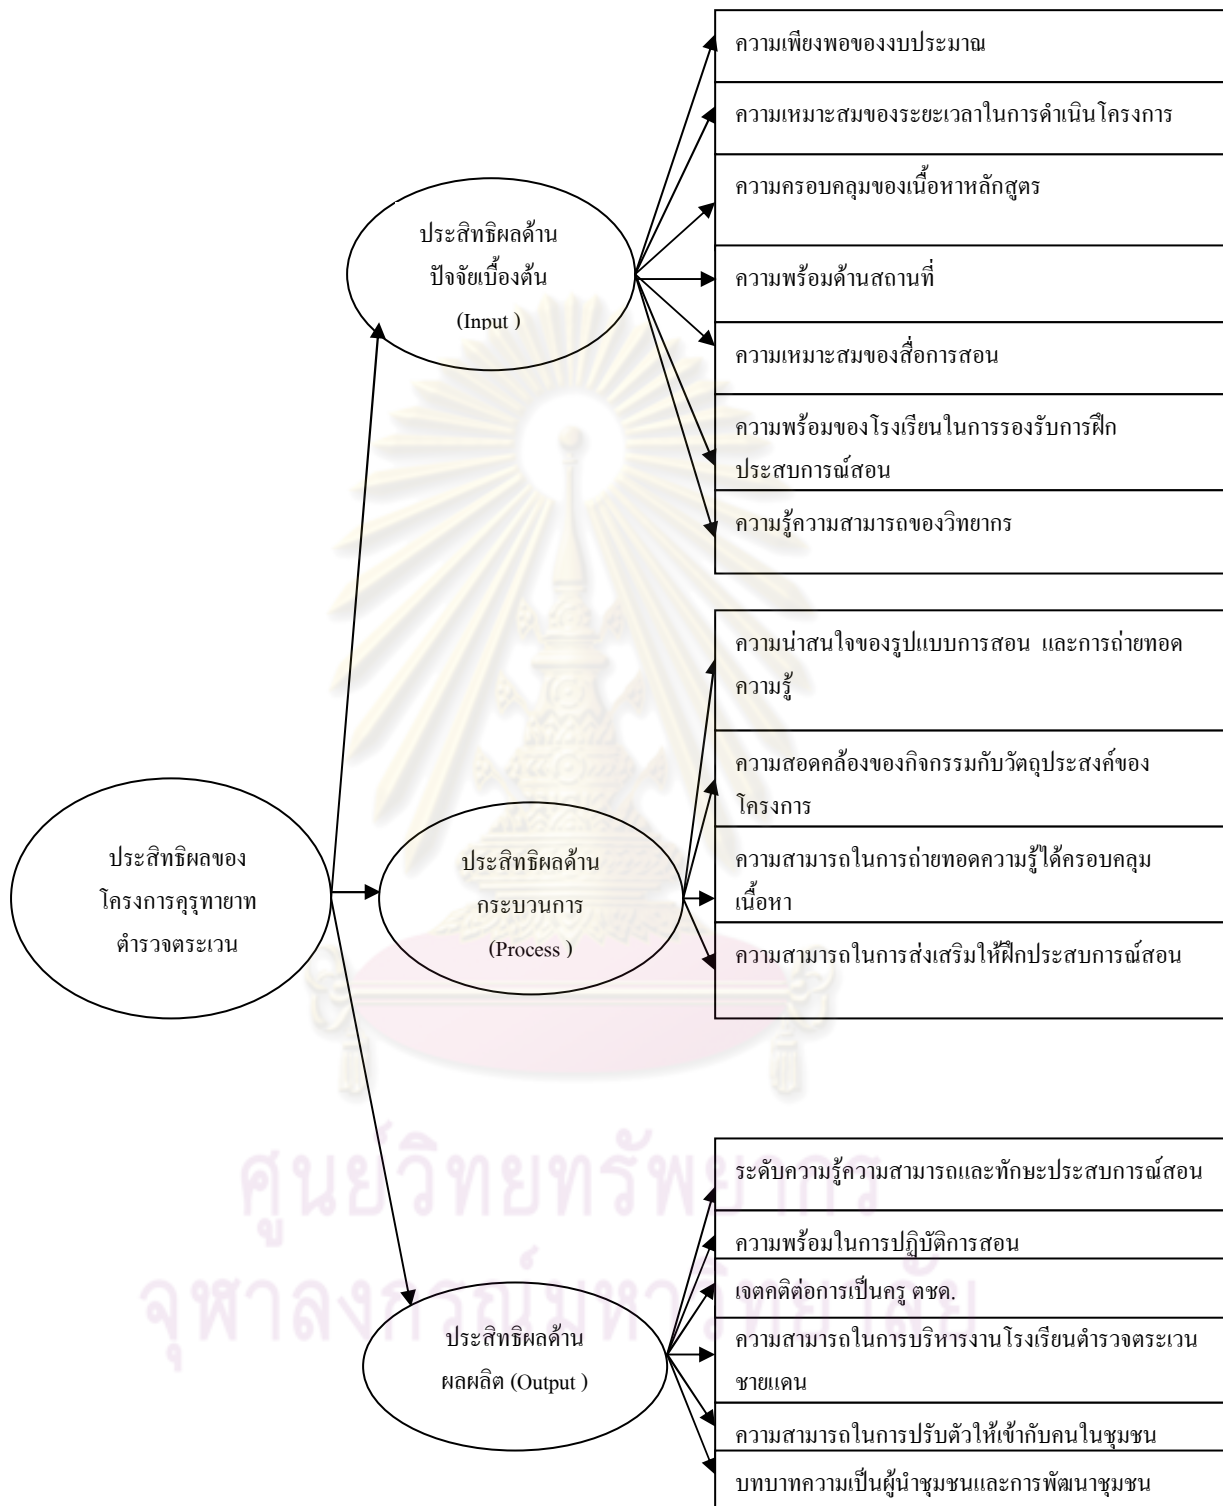 ความเพียงพอของงบประมาณ
ความเหมาะสมของระยะเวลาในการดำเนินโครงการ
ความครอบคลุมของเนื้อหาหลักสูตร
ประสิทธิผลด้าน
ปัจจัยเบื้องต้น
(Input )
ความพร้อมด้านสถานที่
ความเหมาะสมของสื่อการสอน
ความพร้อมของโรงเรียนในการรองรับการฝึก
ประสบการณ์สอน
ความรู้ความสามารถของวิทยากร
ความน่าสนใจของรูปแบบการสอน และการถ่ายทอด
ความรู้
ความสอดคล้องของกิจกรรมกับวัตถุประสงค์ของ
โครงการ
ประสิทธิผลของ
โครงการคุรุทายาท
ตำรวจตระเวน
ประสิทธิผลด้าน
กระบวนการ
(Process )
ความสามารถในการถ่ายทอดความรู้ได้ครอบคลุม
เนื้อหา
ความสามารถในการส่งเสริมให้ฝึกประสบการณ์สอน
ศูนย์วิทยทรัพยากร
จุฬาลงกรณ์มหาวิทยาลัย
ระดับความรู้ความสามารถและทักษะประสบการณ์สอน
ความพร้อมในการปฏิบัติการสอน
เจตคติต่อการเป็นครู ตชด.
ประสิทธิผลด้าน
ผลผลิต (Output )
ความสามารถในการบริหารงานโรงเรียนตำรวจตระเวน
ชายแดน
ความสามารถในการปรับตัวให้เข้ากับคนในชุมชน
บทบาทความเป็นผู้นำชุมชนและการพัฒนาชุมชน